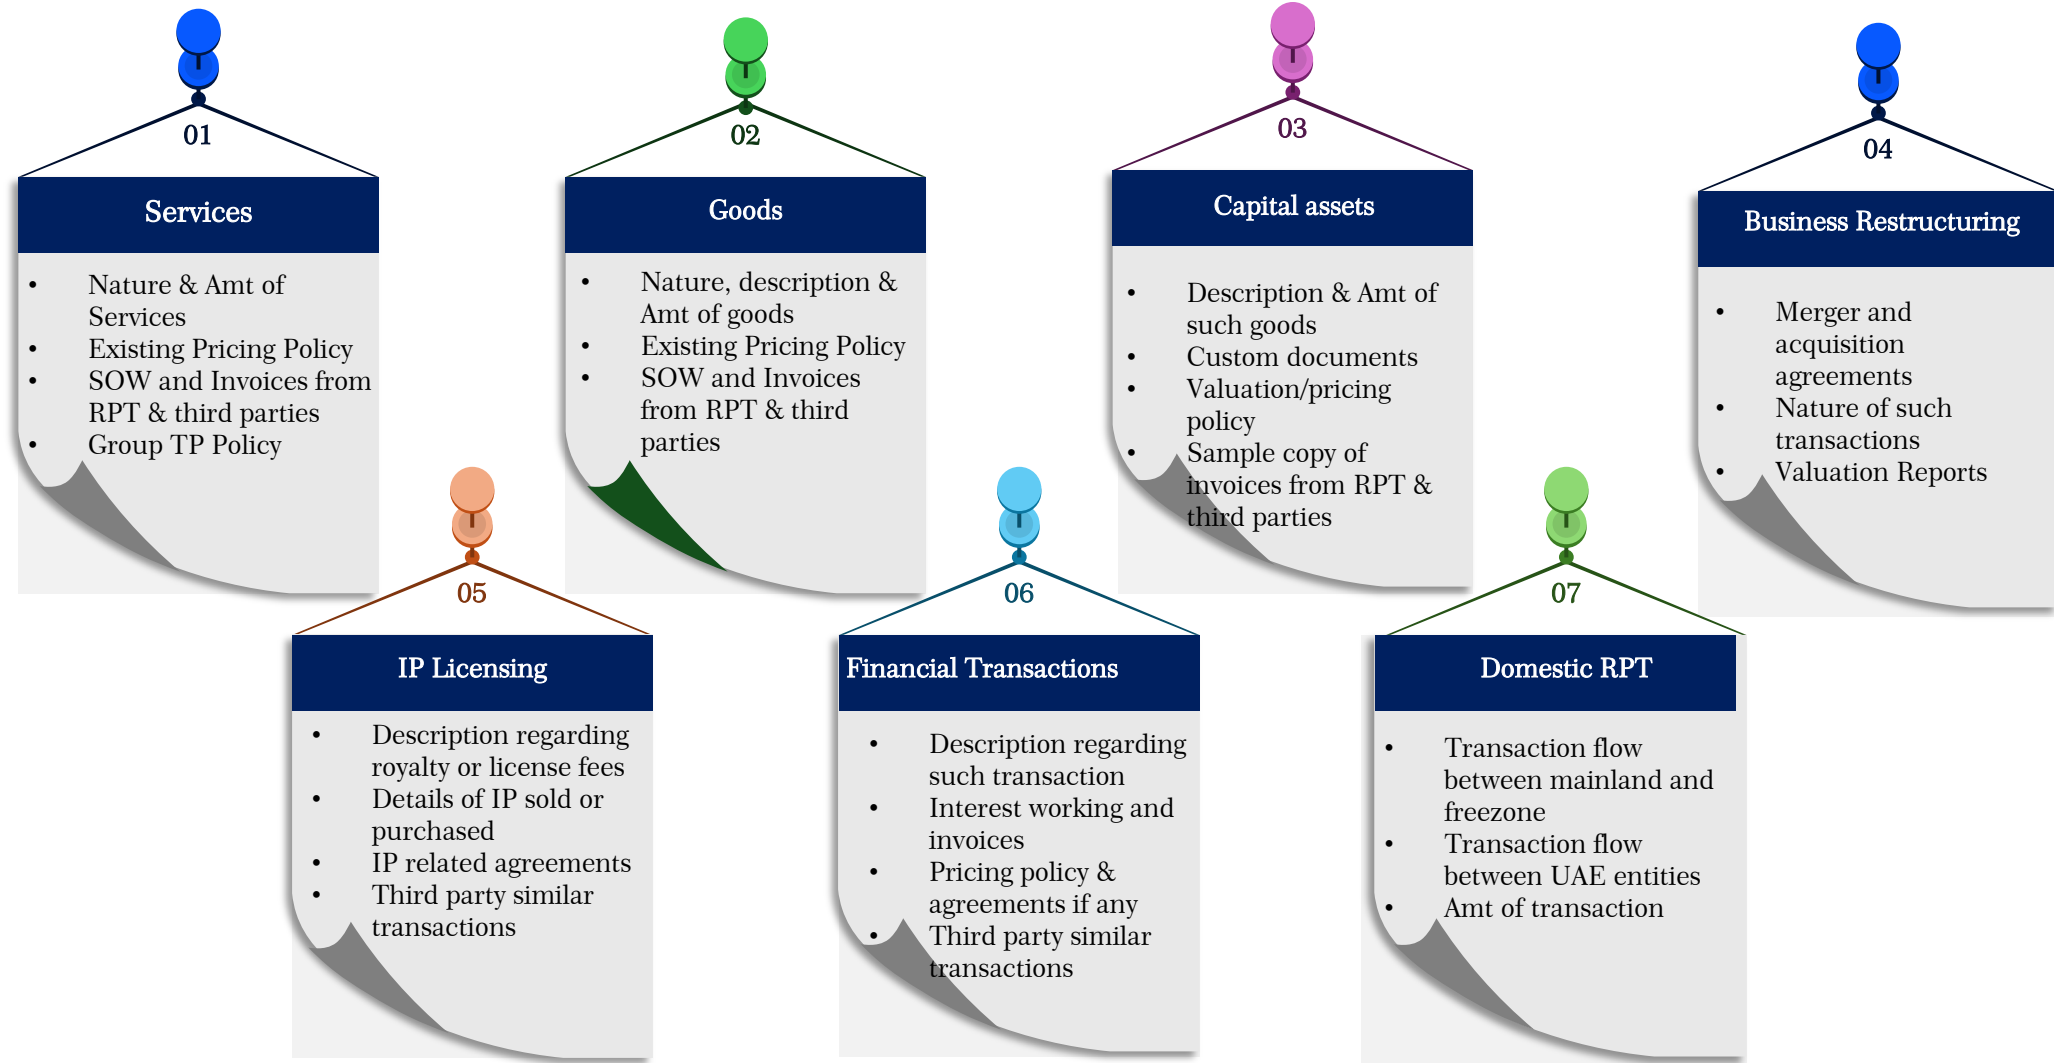 01
Services
• Nature & Amt of
Services
• Existing Pricing Policy
• SOW and Invoices from
RPT & third parties
• Group TP Policy
02
Goods
• Nature, description &
Amt of goods
• Existing Pricing Policy
• SOW and Invoices
from RPT & third
parties
03
Capital assets
• Description & Amt of
such goods
• Custom documents
• Valuation/pricing
policy
• Sample copy of
invoices from RPT &
third parties
04
Business Restructuring
• Merger and
acquisition
agreements
• Nature of such
transactions
• Valuation Reports
05
IP Licensing
• Description regarding
royalty or license fees
• Details of IP sold or
purchased
• IP related agreements
• Third party similar
transactions
06
Financial Transactions
• Description regarding
such transaction
• Interest working and
invoices
• Pricing policy &
agreements if any
• Third party similar
transactions
07
Domestic RPT
• Transaction flow
between mainland and
freezone
• Transaction flow
between UAE entities
• Amt of transaction